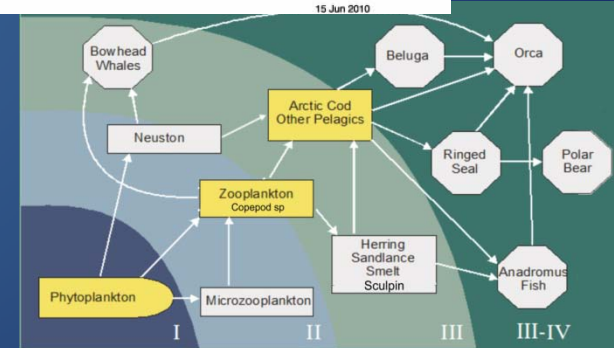 15 Jun 2010
Bowhead
Whales
Beluga
Orca
Arctic Cod
Other Pelagics
Neuston
Ringed
Seal
Polar
Bear
Zooplankton
Copepod sp
Herring
Sandlance
Smelt
Sculpin
Anadromus
Fish
Phytoplankton
Microzooplankton
I
II
III
III-IV